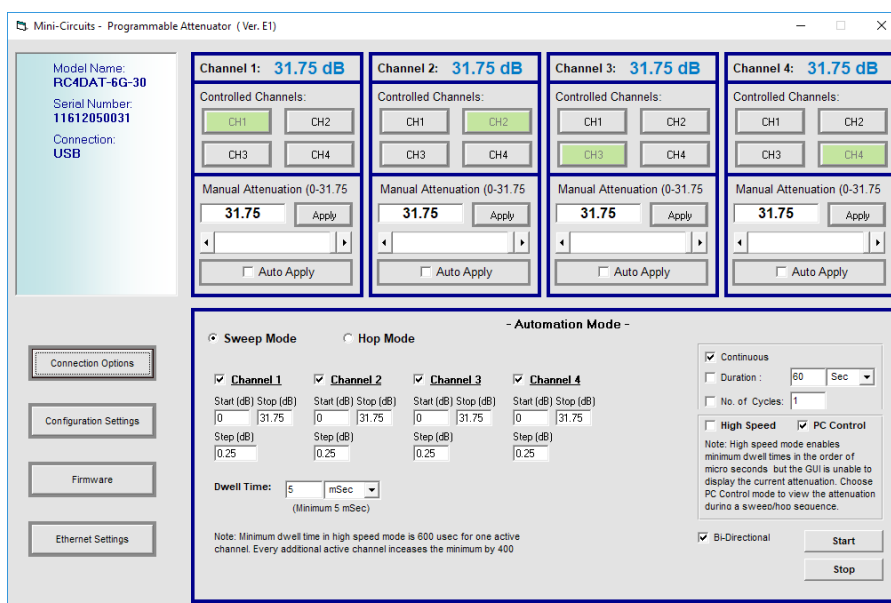 Mini-Circuits - Programmable Attenuator ( Ver. E1)
Model Name:
RC4DAT-6G-30
Serial Number:
11612050031
Connection:
USB
Channel 1: 31.75 dB
Controlled Channels:
CH1 CH2
CH3 CH4
Manual Attenuation (0-31.75
31.75 Apply
Auto Apply
Channel 2: 31.75 dB
Controlled Channels:
CH1 CH2
CH3 CH4
Manual Attenuation (0-31.75
31.75 Apply
Auto Apply
Channel 3: 31.75 dB
Controlled Channels:
CH1 CH2
CH3 CH4
Manual Attenuation (0-31.75
31.75 Apply
Auto Apply
Channel 4: 31.75 dB
Controlled Channels:
CH1 CH2
CH3 CH4
Manual Attenuation (0-31.75
31.75 Apply
Auto Apply
Connection Options
Configuration Settings
Firmware
Ethernet Settings
- Automation Mode -
Sweep Mode Hop Mode
Channel 1 Channel 2 Channel 3 Channel 4
Start (dB) Stop (dB) Start (dB) Stop (dB) Start (dB) Stop (dB) Start (dB) Stop (dB)
0 31.75 0 31.75 0 31.75 0 31.75
Step (dB) Step (dB) Step (dB) Step (dB)
0.25 0.25 0.25 0.25
Dwell Time: 5 mSec
(Minimum 5 mSec)
Note: Minimum dwell time in high speed mode is 600 usec for one active
channel. Every additional active channel inceases the minimum by 400
Continuous
Duration : 60 Sec
No. of Cycles: 1
High Speed PC Control
Note: High speed mode enables
minimum dwell times in the order of
micro seconds but the GUI is unable to
display the current attenuation. Choose
PC Control mode to view the attenuation
during a sweep/hop sequence.
Bi-Directional Start
Stop